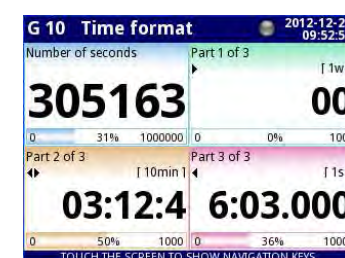 G 10 Time format
2012-12-2
09:52:5
Number of seconds
Part 1 of 3
[ 1w
305163
00
0 31% 1000000
0 0% 100
Part 2 of 3
Part 3 of 3
[ 10min ]
[ 1s
03:12:4
6:03.000
0 50% 1000
0 36% 1000
TOUCH THE SCREEN TO SHOW NAVIGATION KEYS